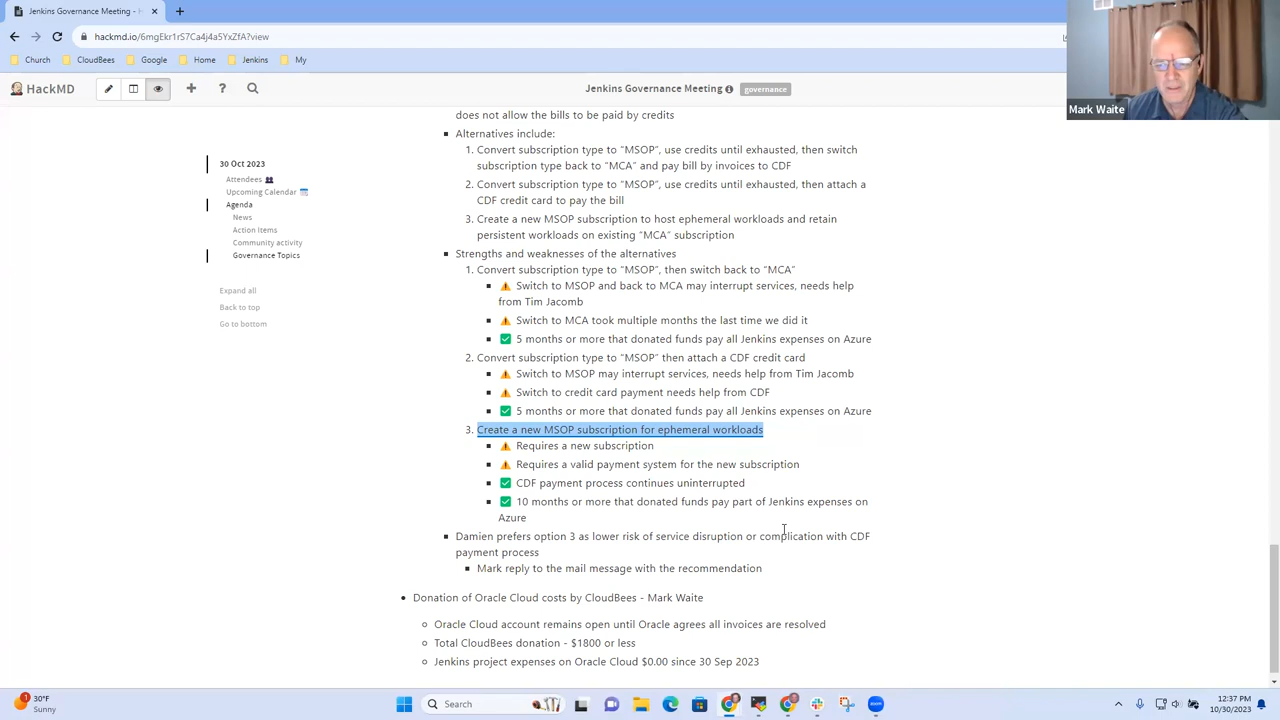 Jenkins Governance Meeting - H
hackmd.io/6mgEkr1rS7Ca4j4a5YxZfA?view
Church
CloudBees
Google
Home
Jenkins
My
HackMD
Jenkins Governance Meeting
governance
Mark Waite
30 Oct 2023
Attendees
Upcoming Calendar
Agenda
News
Action Items
Community activity
Governance Topics
Expand all
Back to top
Go to bottom
does not allow the bills to be paid by credits
Alternatives include:
1. Convert subscription type to "MSOP", use credits until exhausted, then switch
subscription type back to "MCA" and pay bill by invoices to CDF
2. Convert subscription type to "MSOP", use credits until exhausted, then attach a
CDF credit card to pay the bill
3. Create a new MSOP subscription to host ephemeral workloads and retain
persistent workloads on existing "MCA" subscription
Strengths and weaknesses of the alternatives
1. Convert subscription type to "MSOP", then switch back to "MCA"
Switch to MSOP and back to MCA may interrupt services, needs help
from Tim Jacomb
Switch to MCA took multiple months the last time we did it
5 months or more that donated funds pay all Jenkins expenses on Azure
2. Convert subscription type to "MSOP" then attach a CDF credit card
Switch to MSOP may interrupt services, needs help from Tim Jacomb
Switch to credit card payment needs help from CDF
5 months or more that donated funds pay all Jenkins expenses on Azure
3. Create a new MSOP subscription for ephemeral workloads
Requires a new subscription
Requires a valid payment system for the new subscription
CDF payment process continues uninterrupted
10 months or more that donated funds pay part of Jenkins expenses on
Azure
Damien prefers option 3 as lower risk of service disruption or complication with CDF
payment process
Mark reply to the mail message with the recommendation
Donation of Oracle Cloud costs by CloudBees - Mark Waite
Oracle Cloud account remains open until Oracle agrees all invoices are resolved
Total CloudBees donation - $1800 or less
Jenkins project expenses on Oracle Cloud $0.00 since 30 Sep 2023
1
30°F
Sunny
Search
zoom
12:37 PM
10/30/2023